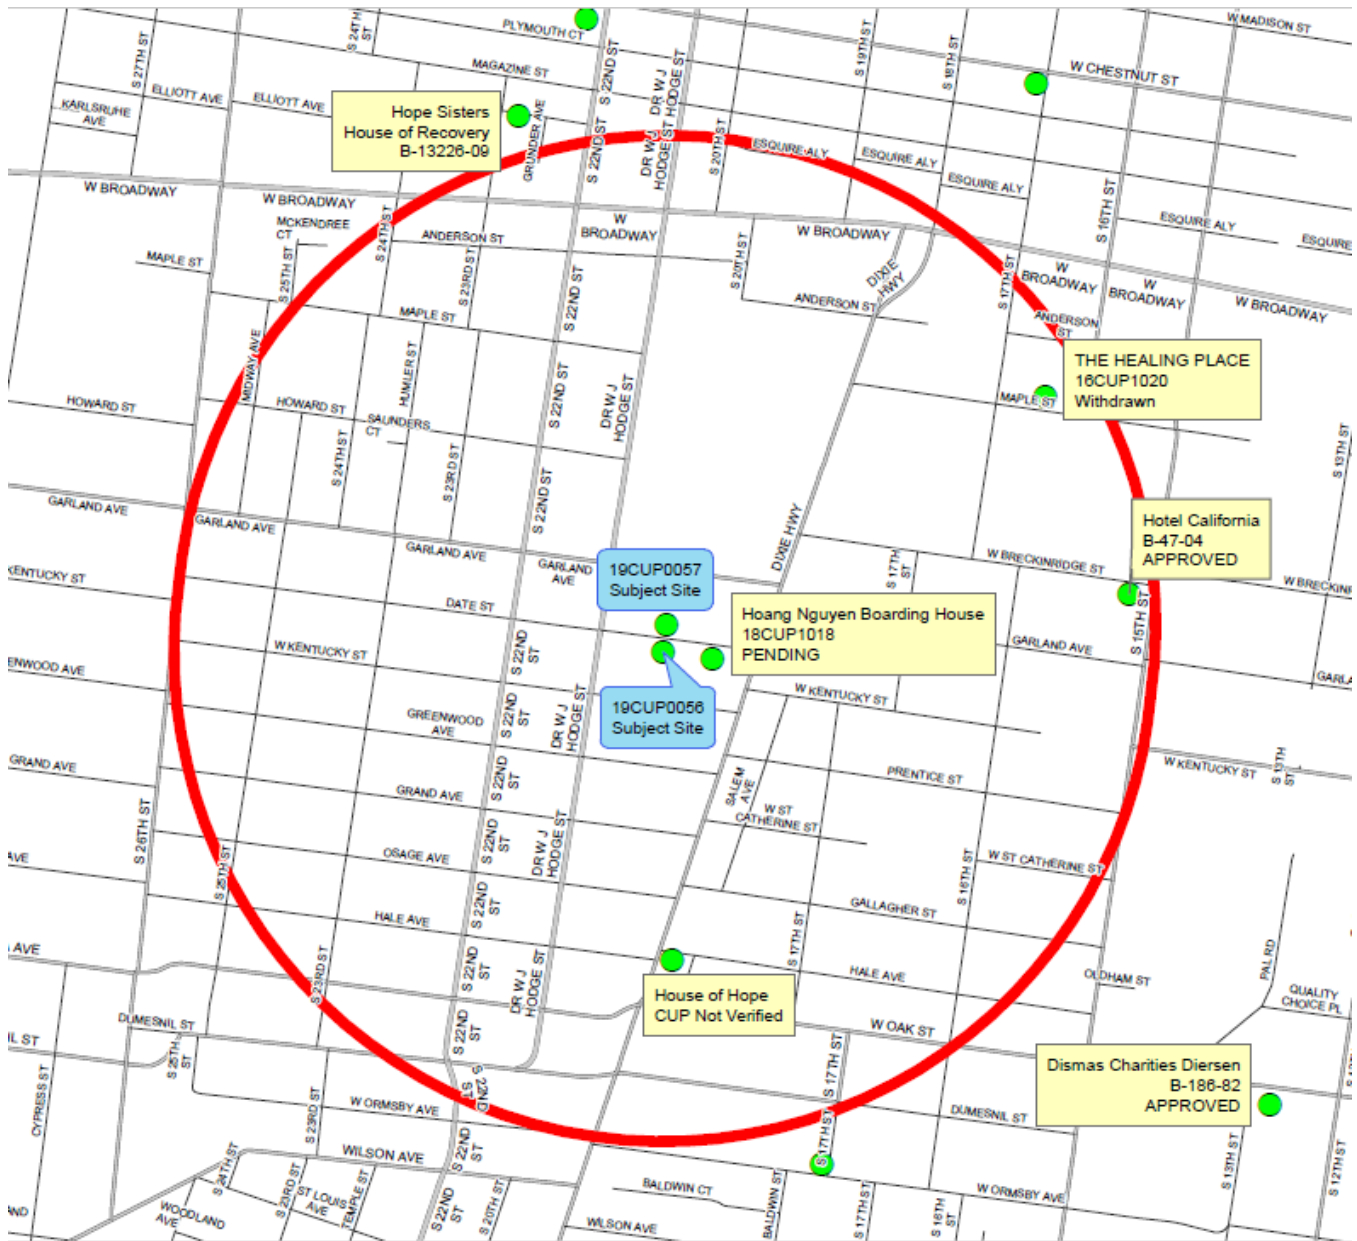 W MADISON ST
PLYMOUTH CT
S 24TH ST
S 27TH ST
S 22ND ST
DR W J HODGE ST
S 19TH ST
S 18TH ST
W CHESTNUT ST
MAGAZINE ST
ELLIOTT AVE
ELLIOTT AVE
KARLSRUHE AVE
GRUNDER AVE
Hope Sisters
House of Recovery
B-13226-09
S 22ND ST
DR W J HODGE ST
S 20TH ST
ESQUIRE ALY
ESQUIRE ALY
ESQUIRE ALY
ESQUIRE ALY
ESQUIRE
S 16TH ST
W BROADWAY
W BROADWAY
W BROADWAY
W BROADWAY
W BROADWAY
W BROADWAY
W BROADWAY
MCKENDREE CT
S 24TH ST
ANDERSON ST
MAPLE ST
S 25TH ST
S 23RD ST
S 20TH ST
DIXIE HWY
S 17TH ST
ANDERSON ST
ANDERSON ST
S 22ND ST
MAPLE ST
MIDWAY AVE
HUMLER ST
S 22ND ST
DR W J HODGE ST
THE HEALING PLACE
16CUP1020
Withdrawn
MAPLE ST
HOWARD ST
HOWARD ST
SAUNDERS CT
S 24TH ST
S 23RD ST
S 13TH ST
S 22ND ST
DIXIE HWY
GARLAND AVE
GARLAND AVE
GARLAND AVE
GARLAND AVE
Hotel California
B-47-04
APPROVED
W BRECKINRIDGE ST
W BRECKINR
S 17TH ST
KENTUCKY ST
19CUP0057
Subject Site
DATE ST
Hoang Nguyen Boarding House
18CUP1018
PENDING
S 15TH ST
GARLAND AVE
GARLA
W KENTUCKY ST
S 22ND ST
ENWOOD AVE
W KENTUCKY ST
19CUP0056
Subject Site
GREENWOOD AVE
S 22ND ST
DR W J HODGE ST
W KENTUCKY ST
S 13TH ST
GRAND AVE
GRAND AVE
S 22ND ST
SALEM AVE
PRENTICE ST
W ST CATHERINE ST
S 26TH ST
OSAGE AVE
S 22ND ST
DR W J HODGE ST
W ST CATHERINE ST
AVE
S 25TH ST
S 16TH ST
HALE AVE
S 22ND ST
GALLAGHER ST
S 17TH ST
AVE
S 23RD ST
S 22ND ST
DR W J HODGE ST
HALE AVE
OLDHAM ST
PAL RD
QUALITY CHOICE PL
House of Hope
CUP Not Verified
DUMESNIL ST
IL ST
S 25TH ST
S 22ND ST
W OAK ST
S 17TH ST
Dismas Charities Diersen
B-186-82
APPROVED
S 12TH ST
CYPRESS ST
S 23RD ST
S 22ND ST
W ORMSBY AVE
DUMESNIL ST
S 17TH ST
S 22ND ST
WILSON AVE
S 24TH ST
S 23RD ST
ST LOUIS AVE
TEMPLE ST
S 22ND ST
S 20TH ST
BALDWIN CT
BALDWIN ST
S 17TH ST
S 16TH ST
W ORMSBY AVE
S 13TH ST
S 12TH ST
AND
WOODLAND AVE
WILSON AVE